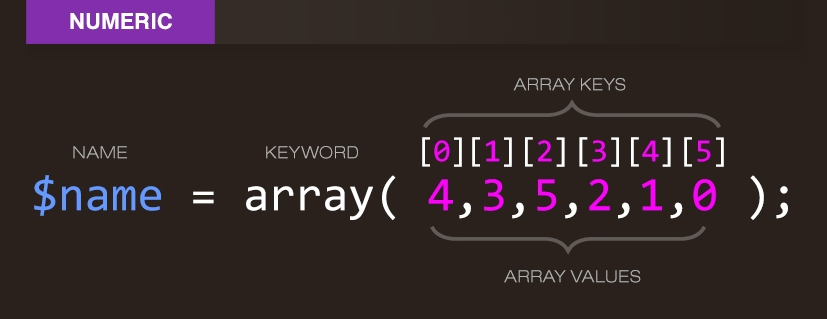 NUMERIC
ARRAY KEYS
NAME KEYWORD [0][1][2][3][4][5]
$name = array( 4,3,5,2,1,0 );
ARRAY VALUES